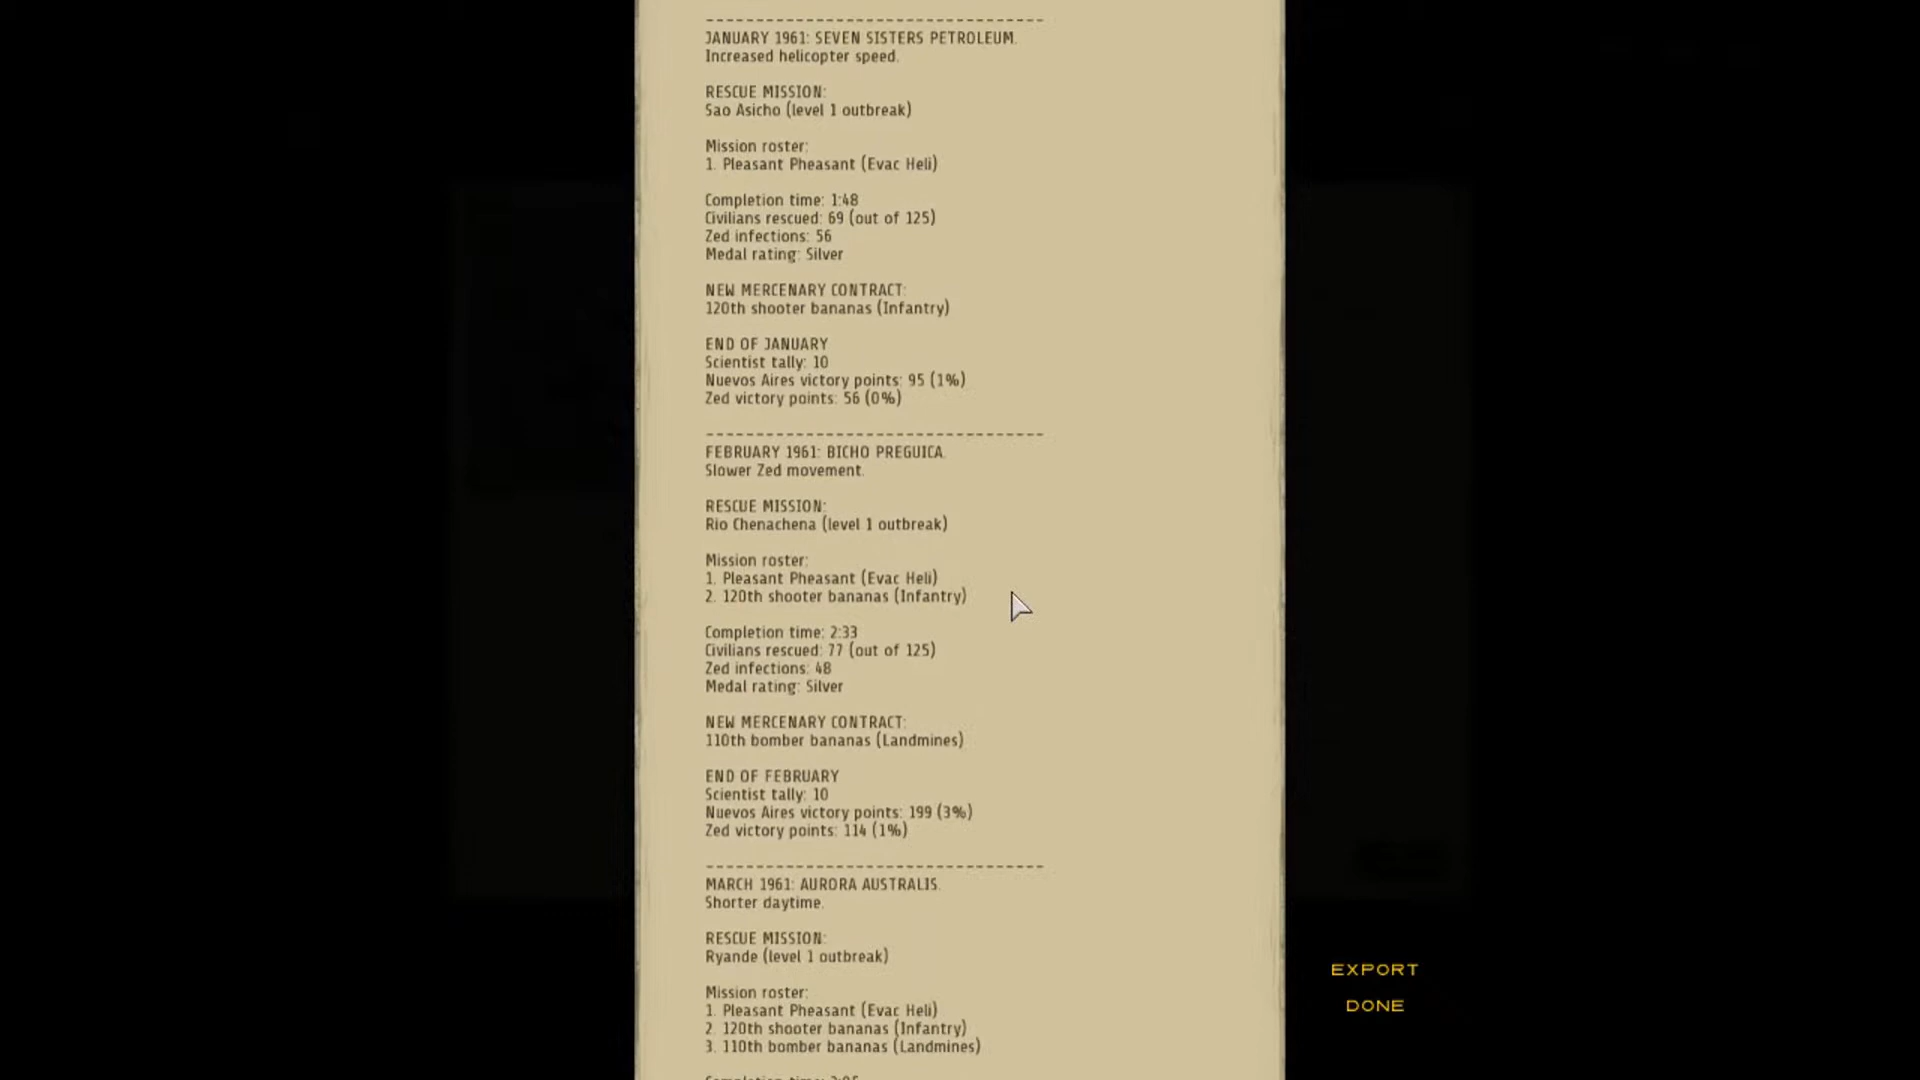 JANUARY 1961: SEVEN SISTERS PETROLEUM.
Increased helicopter speed.
RESCUE MISSION:
Sao Asicho (level 1 outbreak)
Mission roster:
1. Pleasant Pheasant (Evac Heli)
Completion time: 1:48
Civilians rescued: 69 (out of 125)
Zed infections: 56
Medal rating: Silver
NEW MERCENARY CONTRACT:
120th shooter bananas (Infantry)
END OF JANUARY
Scientist tally: 10
Nuevos Aires victory points: 95 (1%)
Zed victory points: 56 (0%)
FEBRUARY 1961: BICHO PREGUICA.
Slower Zed movement.
RESCUE MISSION:
Rio Chenachena (level 1 outbreak)
Mission roster:
1. Pleasant Pheasant (Evac Heli)
2. 120th shooter bananas (Infantry)
Completion time: 2:33
Civilians rescued: 77 (out of 125)
Zed infections: 48
Medal rating: Silver
NEW MERCENARY CONTRACT:
110th bomber bananas (Landmines)
END OF FEBRUARY
Scientist tally: 10
Nuevos Aires victory points: 199 (3%)
Zed victory points: 114 (1%)
MARCH 1961: AURORA AUSTRALIS.
Shorter daytime.
RESCUE MISSION:
Ryande (level 1 outbreak)
Mission roster:
1. Pleasant Pheasant (Evac Heli)
2. 120th shooter bananas (Infantry)
3. 110th bomber bananas (Landmines)
EXPORT
DONE